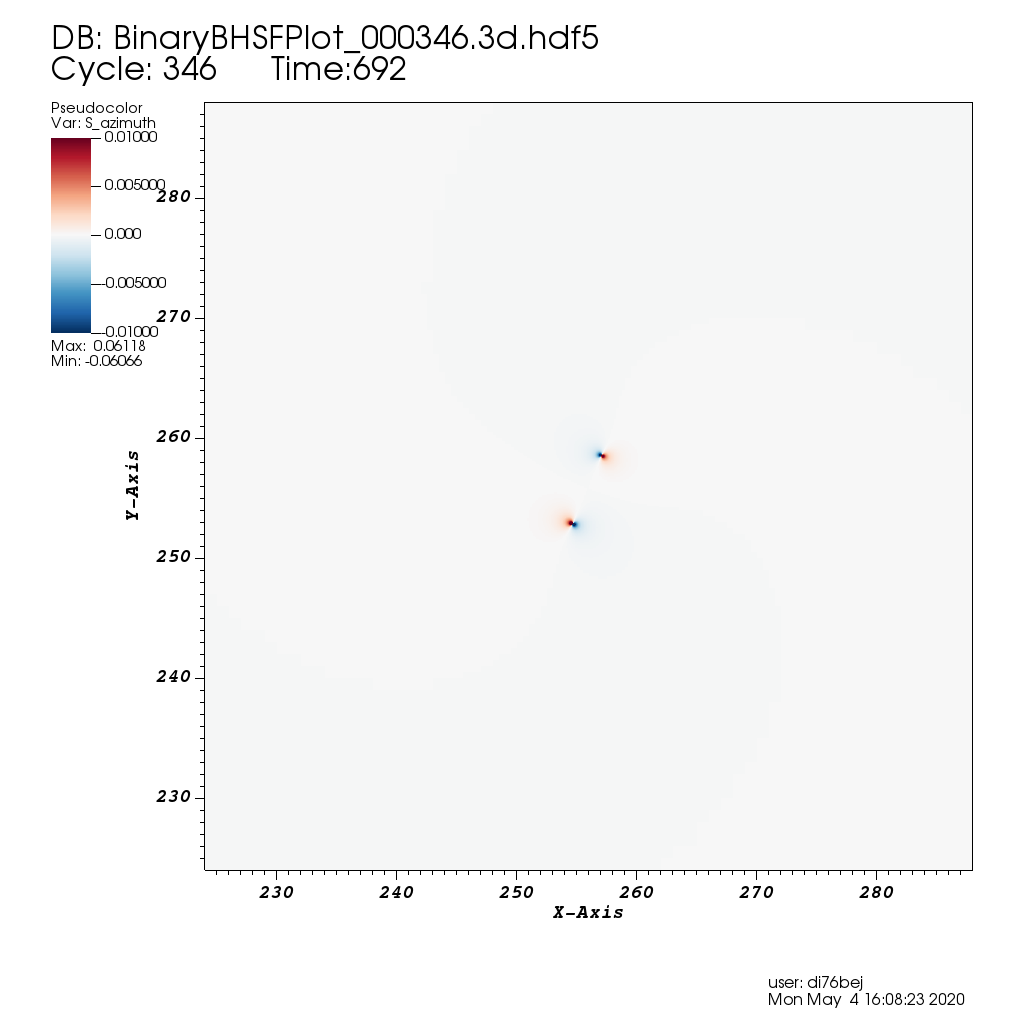 DB: BinaryBHSFPlot_000346.3d.hdf5
Cycle: 346 Time:692
Pseudocolor
Var: S_azimuth
0.01000
0.005000
0.000
-0.005000
-0.01000
Max: 0.06118
Min: -0.06066
280
270
260
250
240
230
Y-Axis
230 240 250 260 270 280
X-Axis
user: di76bej
Mon May 4 16:08:23 2020